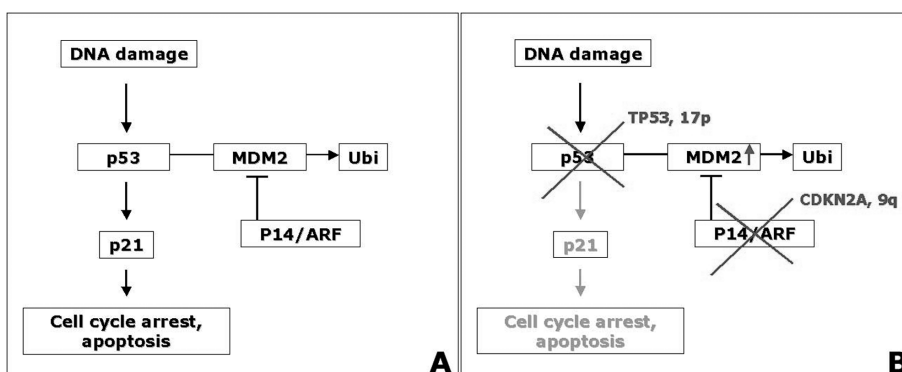 DNA damage
p53
MDM2
Ubi
P14/ARF
p21
Cell cycle arrest,
apoptosis
A
DNA damage
TP53, 17p
p53
MDM2
Ubi
CDKN2A, 9q
P14/ARF
p21
Cell cycle arrest,
apoptosis
B